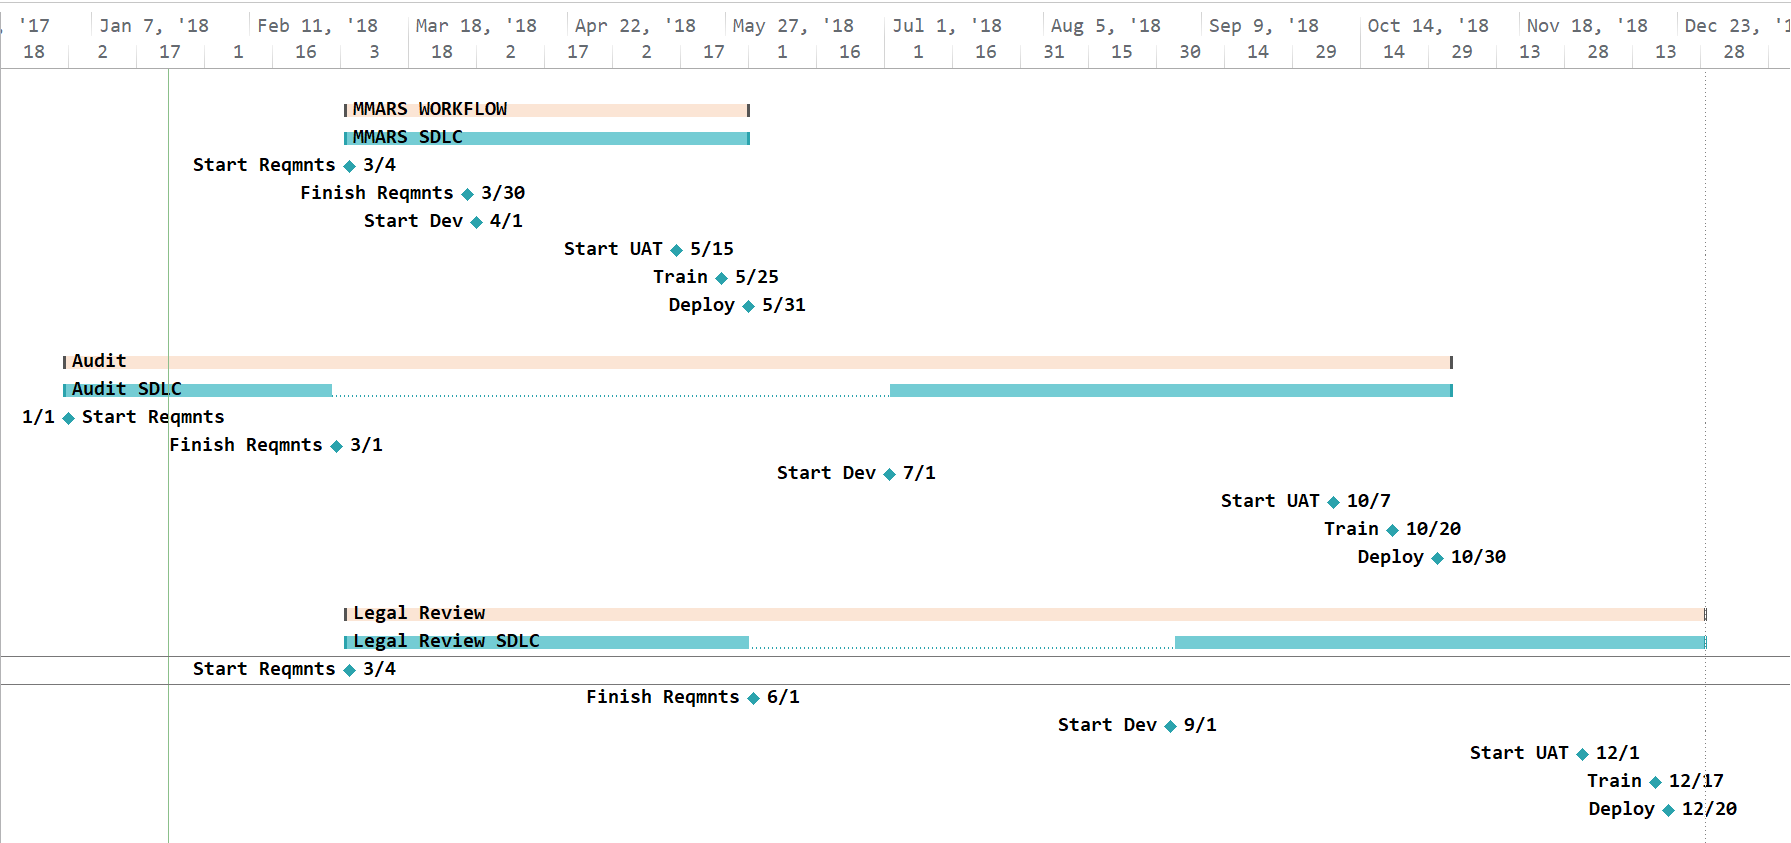 , '17 Jan 7, '18 Feb 11, '18 Mar 18, '18 Apr 22, '18 May 27, '18 Jul 1, '18 Aug 5, '18 Sep 9, '18 Oct 14, '18 Nov 18, '18 Dec 23, '1
18 2 17 1 16 3 18 2 17 2 17 1 16 1 16 31 15 30 14 29 14 29 13 28 13 28
MMARS WORKFLOW
MMARS SDLC
Start Reqmnts 3/4
Finish Reqmnts 3/30
Start Dev 4/1
Start UAT 5/15
Train 5/25
Deploy 5/31
Audit
Audit SDLC
1/1 Start Reqmnts
Finish Reqmnts 3/1
Start Dev 7/1
Start UAT 10/7
Train 10/20
Deploy 10/30
Legal Review
Legal Review SDLC
Start Reqmnts 3/4
Finish Reqmnts 6/1
Start Dev 9/1
Start UAT 12/1
Train 12/17
Deploy 12/20